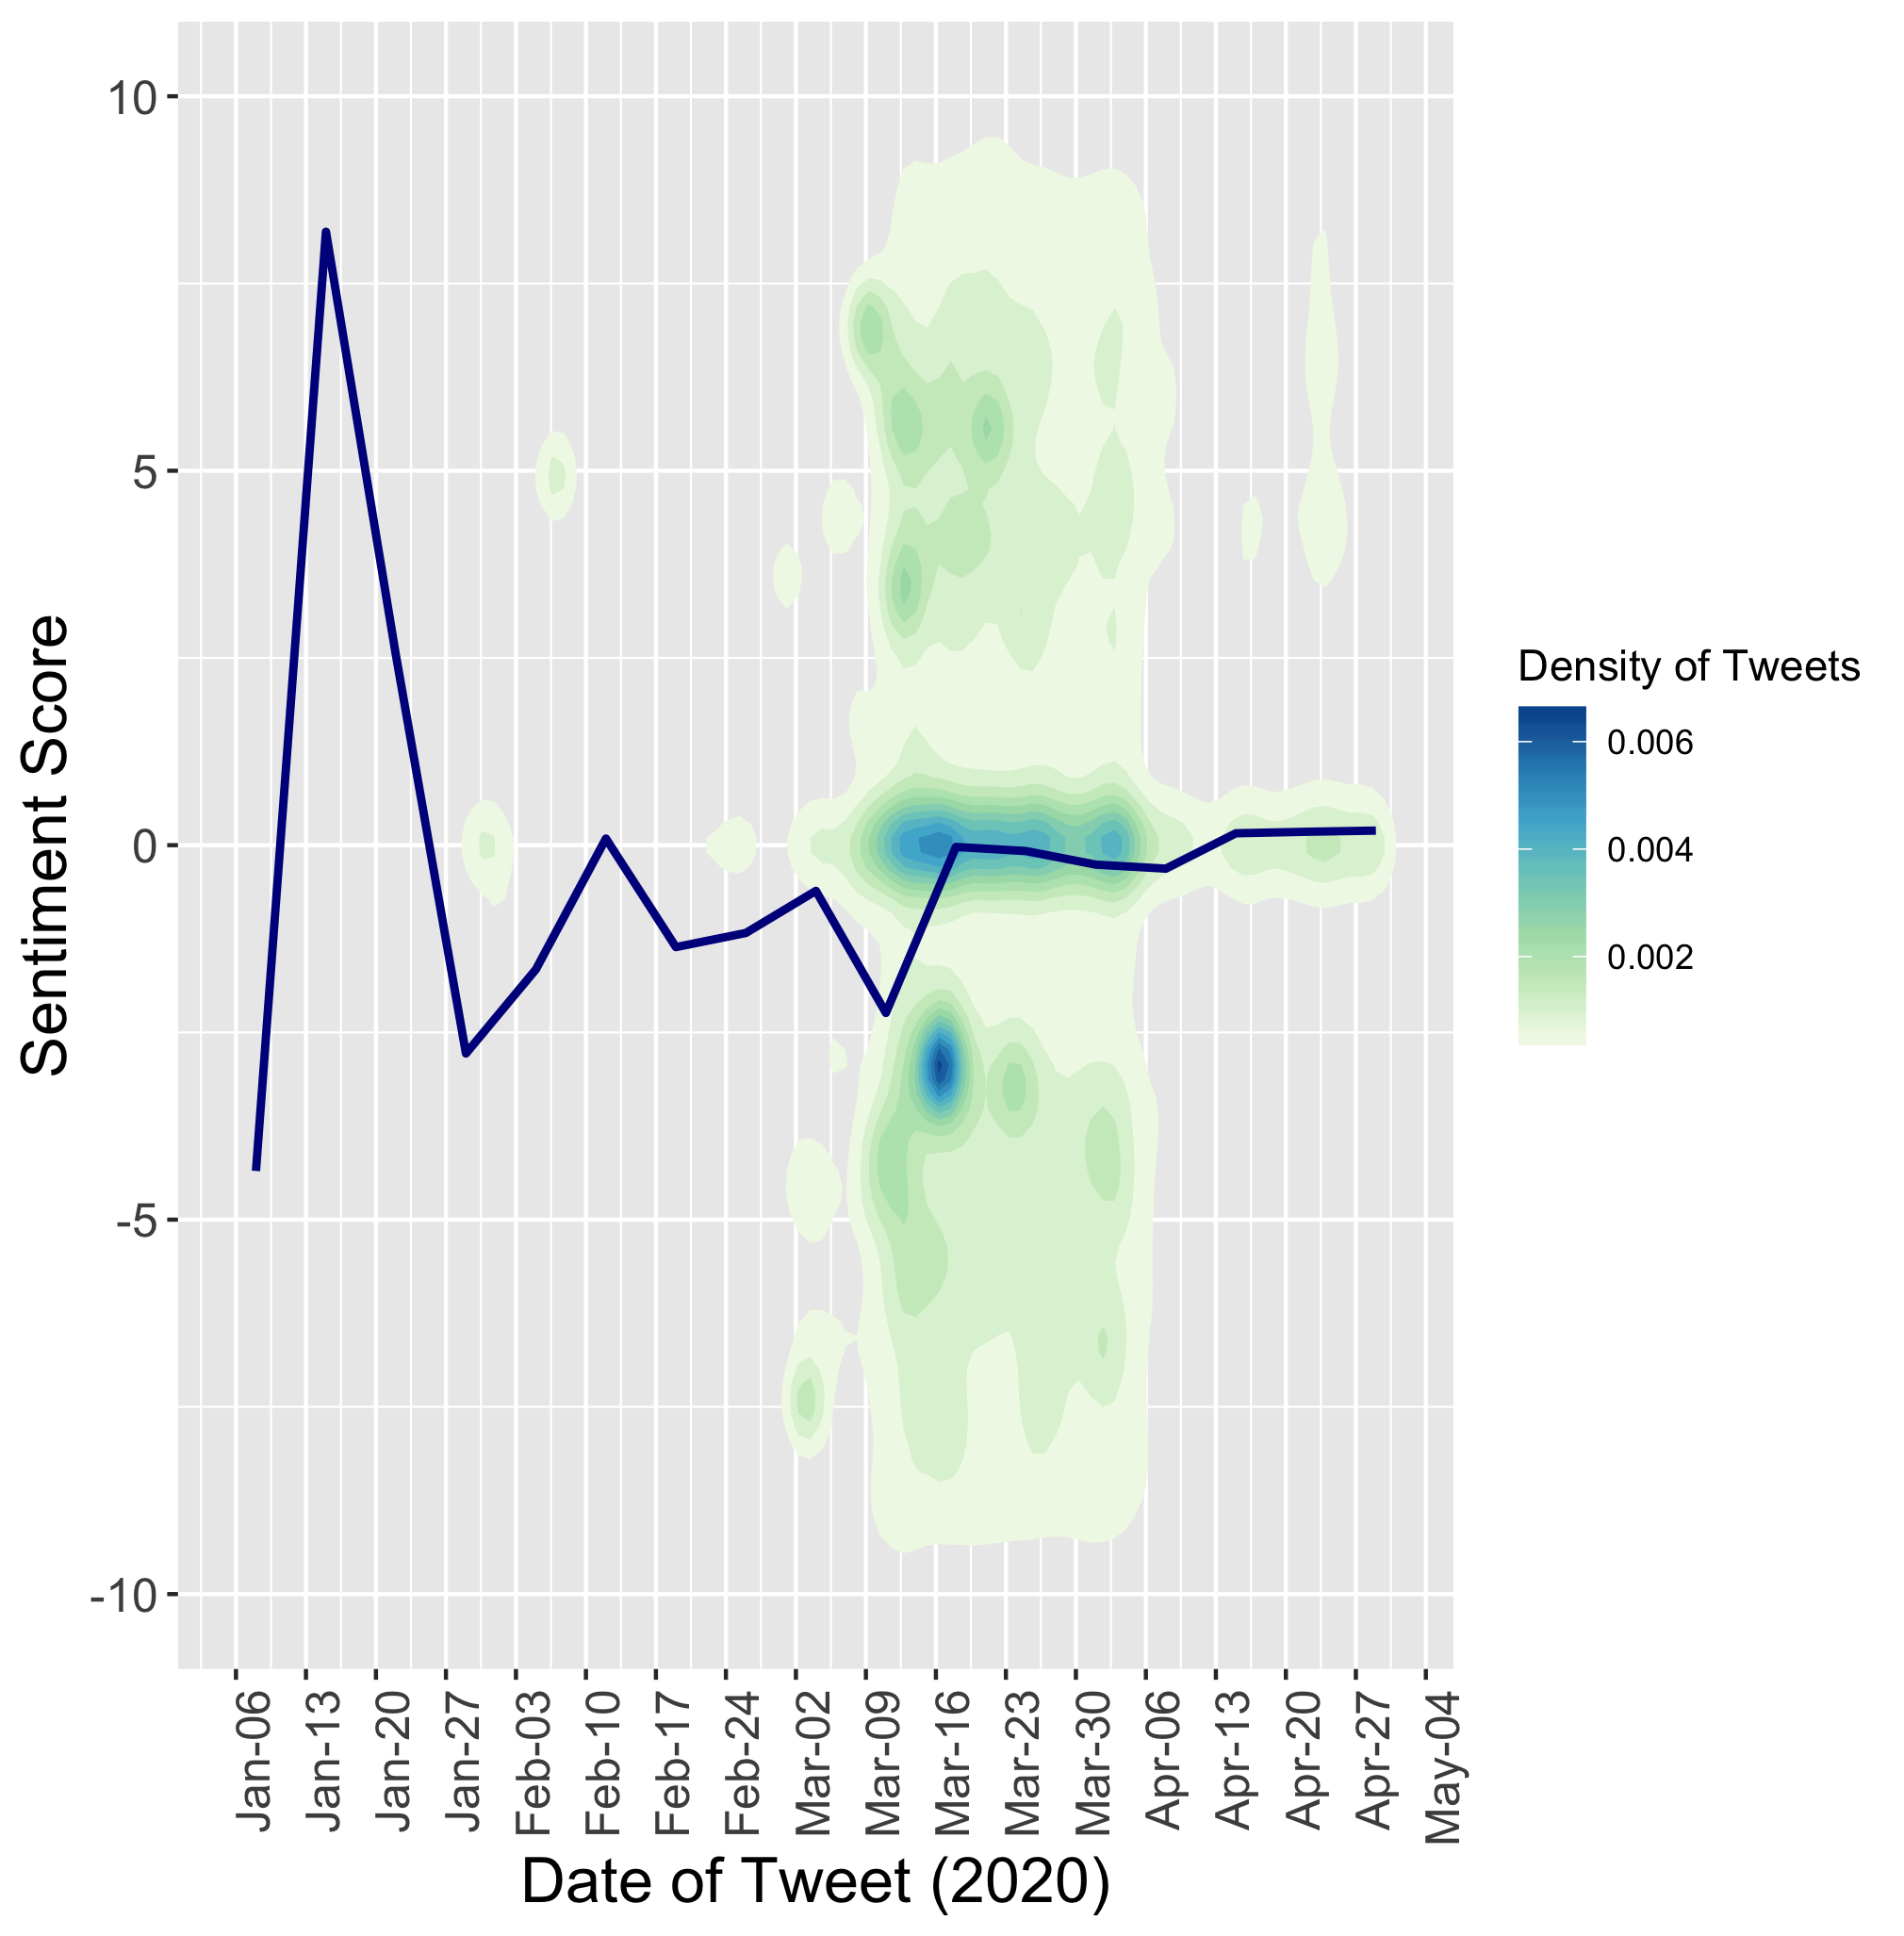 10
5
0
-5
-10
Sentiment Score
Jan-06
Jan-13
Jan-20
Jan-27
Feb-03
Feb-10
Feb-17
Feb-24
Mar-02
Mar-09
Mar-16
Mar-23
Mar-30
Apr-06
Apr-13
Apr-20
Apr-27
May-04
Date of Tweet (2020)
Density of Tweets
0.006
0.004
0.002